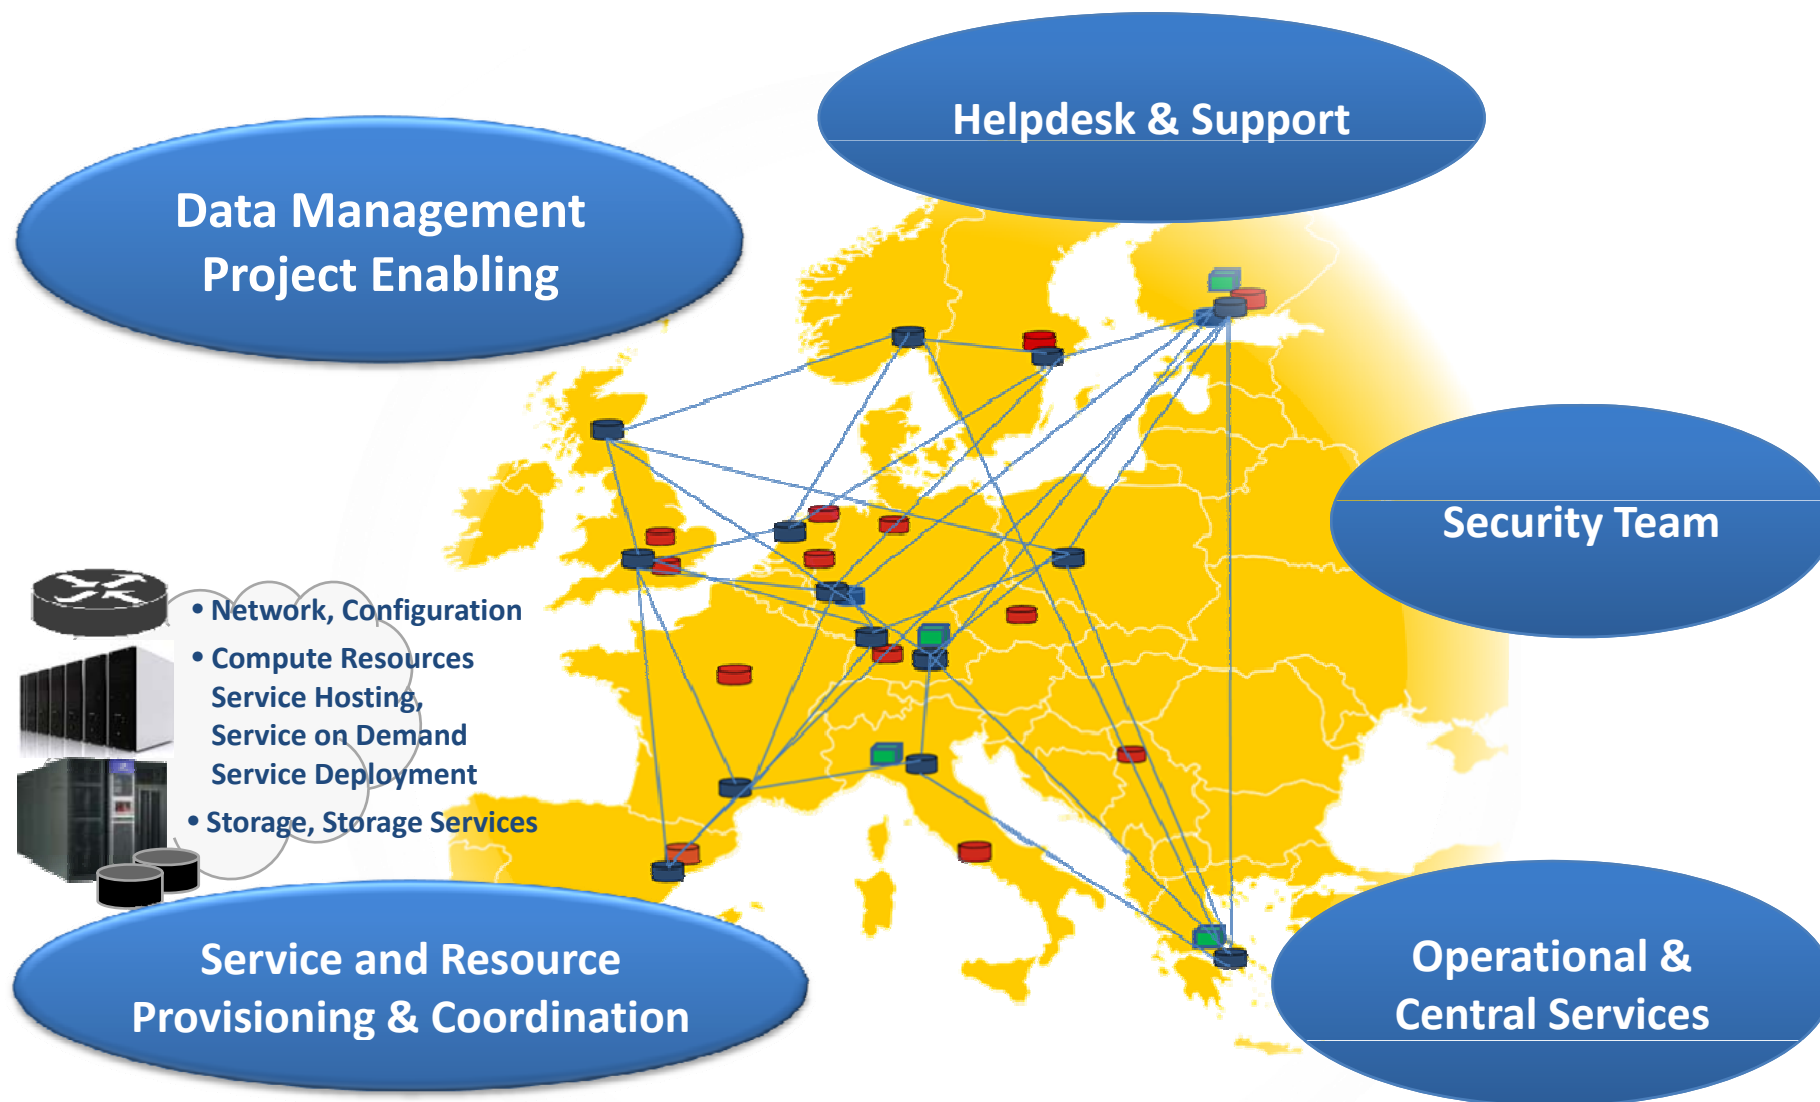 Helpdesk & Support
Data Management
Project Enabling
Security Team
• Network, Configuration
• Compute Resources
Service Hosting,
Service on Demand
Service Deployment
• Storage, Storage Services
Service and Resource
Provisioning & Coordination
Operational &
Central Services